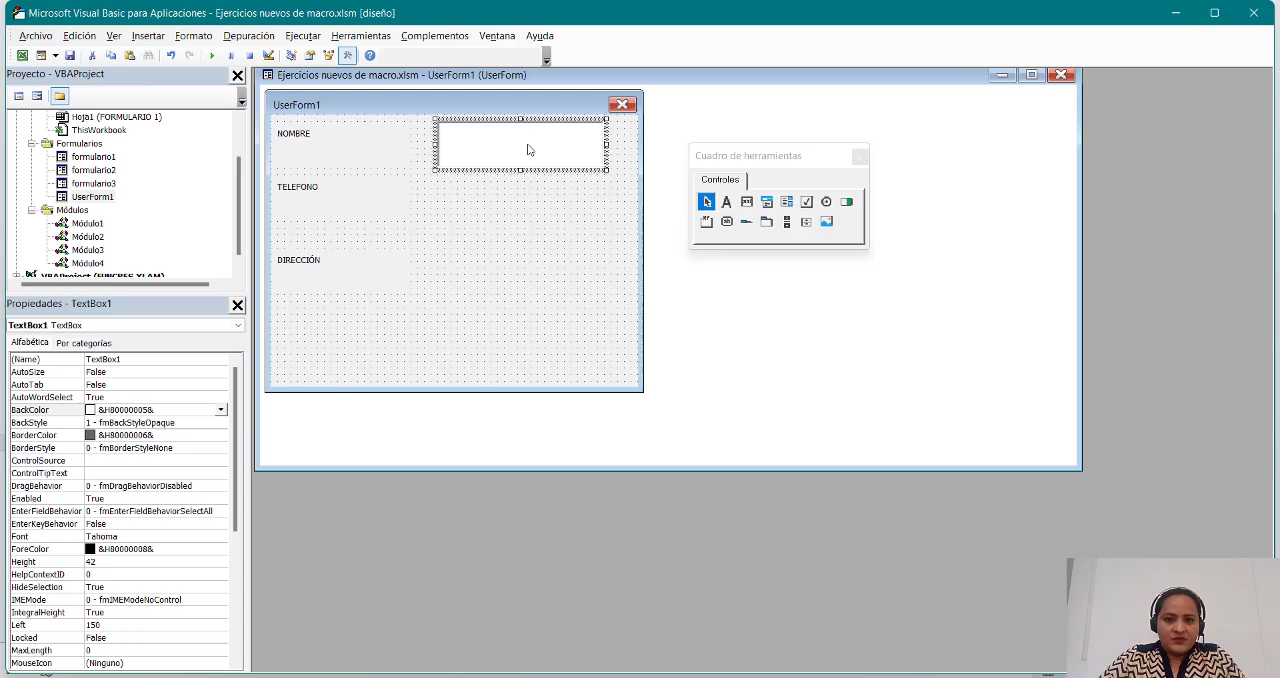 Microsoft Visual Basic para Aplicaciones - Ejercicios nuevos de macro.xlsm [diseño]
Archivo Edición Ver Insertar Formato Depuración Ejecutar Herramientas Complementos Ventana Ayuda
Proyecto - VBAProject
Hoja1 (FORMULARIO 1)
ThisWorkbook
Formularios
formulario1
formulario2
formulario3
UserForm1
Módulos
Módulo1
Módulo2
Módulo3
Módulo4
VBAProject (FUNCRES.XLAM)
Propiedades - TextBox1
TextBox1 TextBox
Alfabética Por categorías
(Name) TextBox1
AutoSize False
AutoTab False
AutoWordSelect True
BackColor &H80000005&
BackStyle 1 - fmBackStyleOpaque
BorderColor &H80000006&
BorderStyle 0 - fmBorderStyleNone
ControlSource
ControlTipText
DragBehavior 0 - fmDragBehaviorDisabled
Enabled True
EnterFieldBehavior 0 - fmEnterFieldBehaviorSelectAll
EnterKeyBehavior False
Font Tahoma
ForeColor &H80000008&
Height 42
HelpContextID 0
HideSelection True
IMEMode 0 - fmIMEModeNoControl
IntegralHeight True
Left 150
Locked False
MaxLength 0
MouseIcon (Ninguno)
Ejercicios nuevos de macro.xlsm - UserForm1 (UserForm)
UserForm1
NOMBRE
TELEFONO
DIRECCIÓN
Cuadro de herramientas
Controles